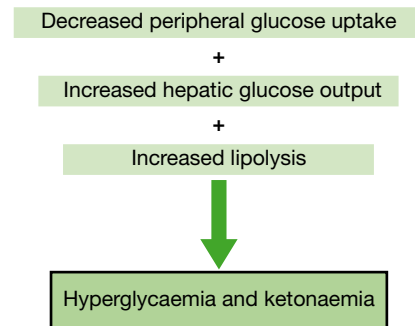 Decreased peripheral glucose uptake
+
Increased hepatic glucose output
+
Increased lipolysis
Hyperglycaemia and ketonaemia